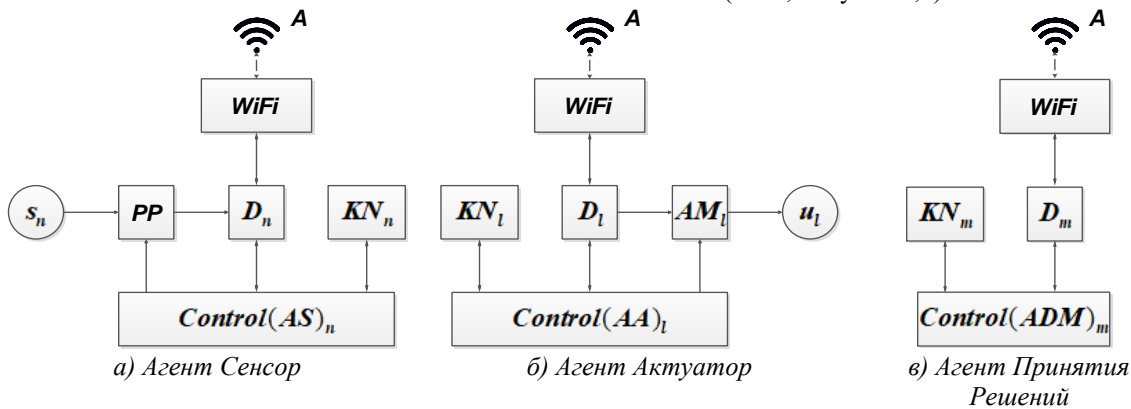 A A A
WiFi WiFi WiFi
s_n PP D_n KN_n KN_l D_l AM_l u_l KN_m D_m
Control(AS)_n Control(AA)_l Control(ADM)_m
а) Агент Сенсор б) Агент Актуатор в) Агент Принятия
Решений